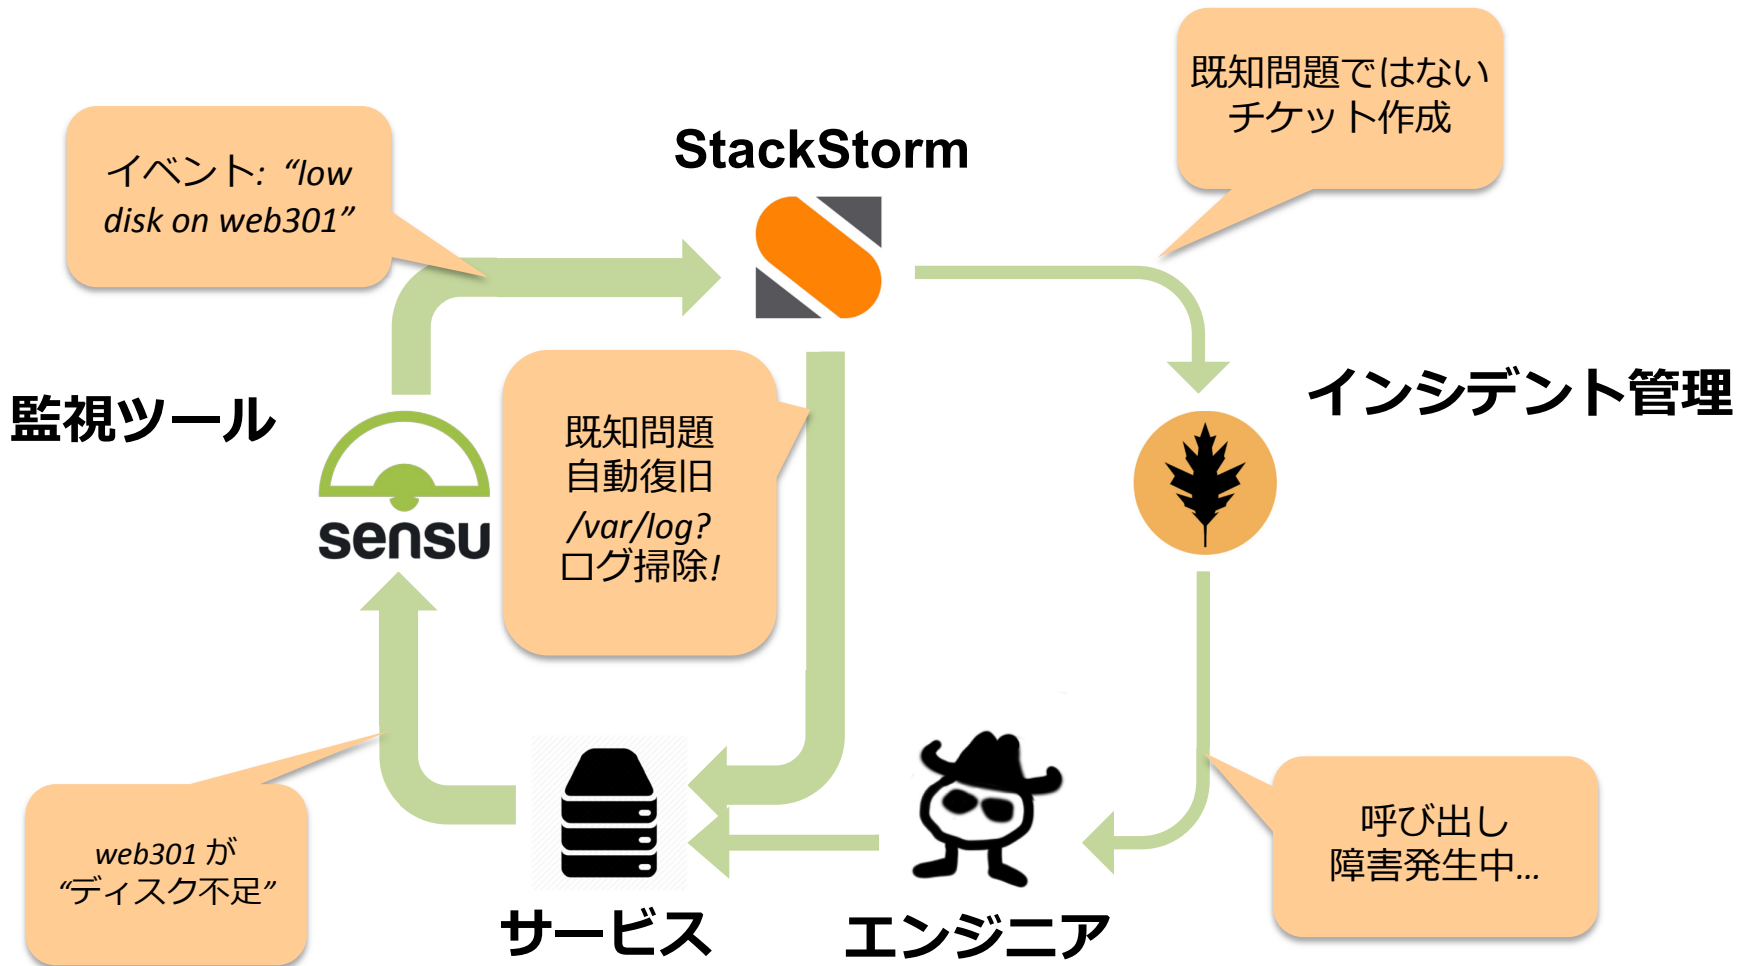 既知問題ではない
チケット作成
イベント: “low
disk on web301”
StackStorm
監視ツール
sensu
既知問題
自動復旧
/var/log?
ログ掃除!
インシデント管理
web301 が
“ディスク不足”
呼び出し
障害発生中...
サービス
エンジニア